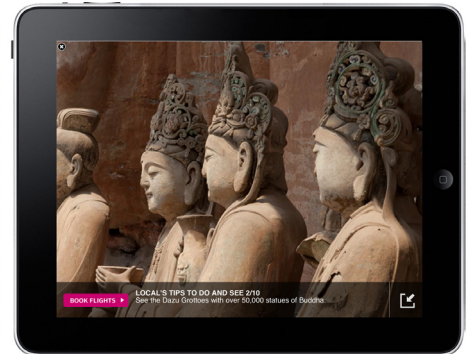 BOOK FLIGHTS
LOCAL'S TIPS TO DO AND SEE 2/10
See the Dazu Grottoes with over 50,000 statues of Buddha.